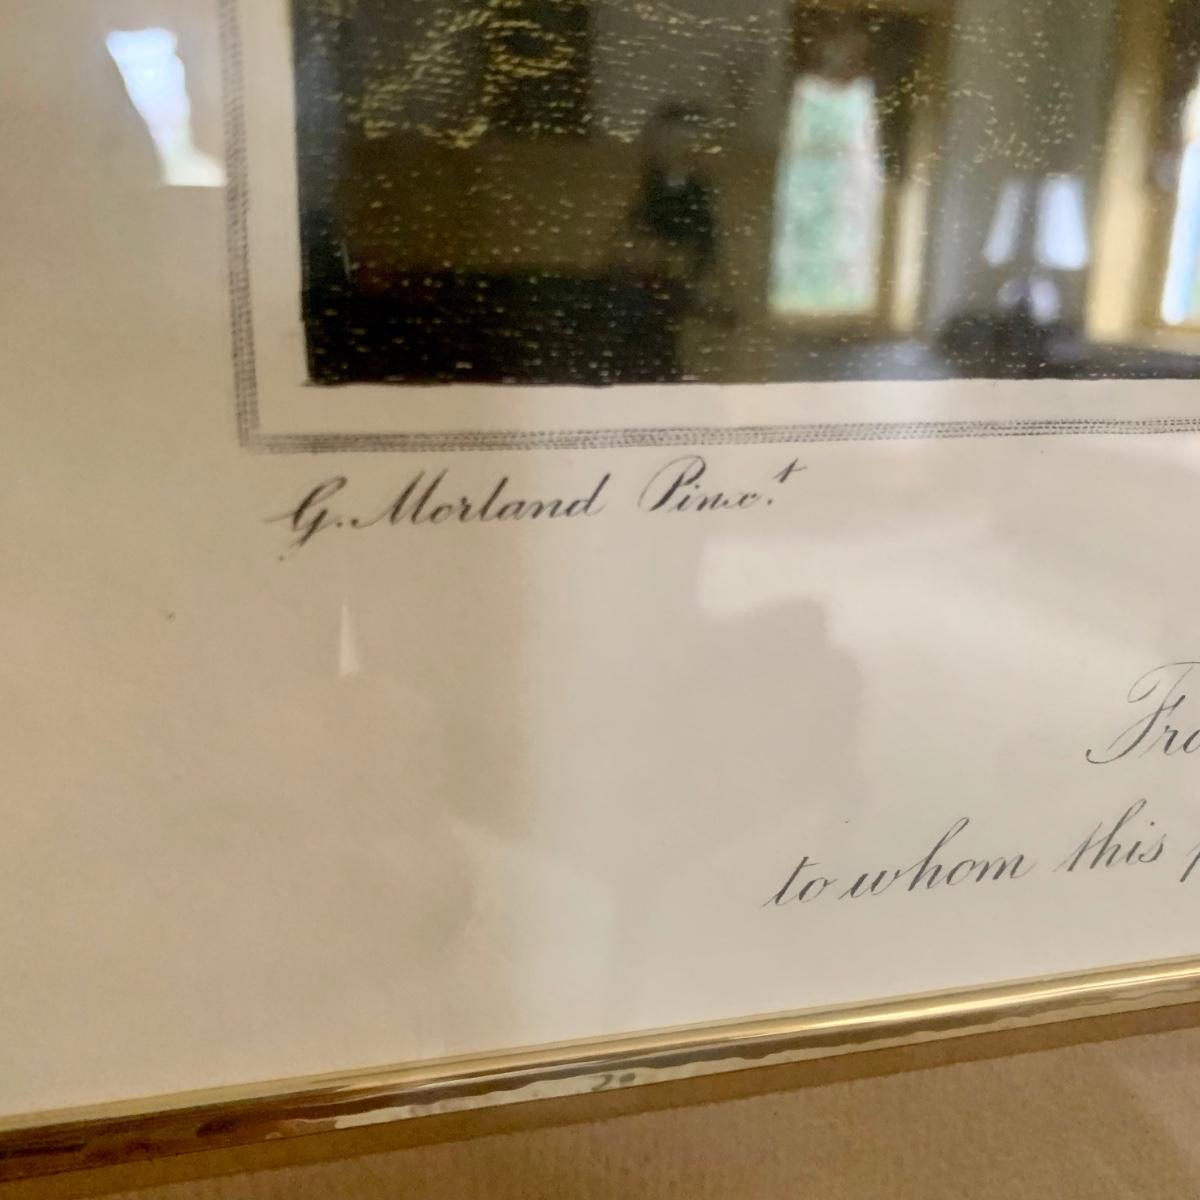 G. Morland Pinx.t
to whom this